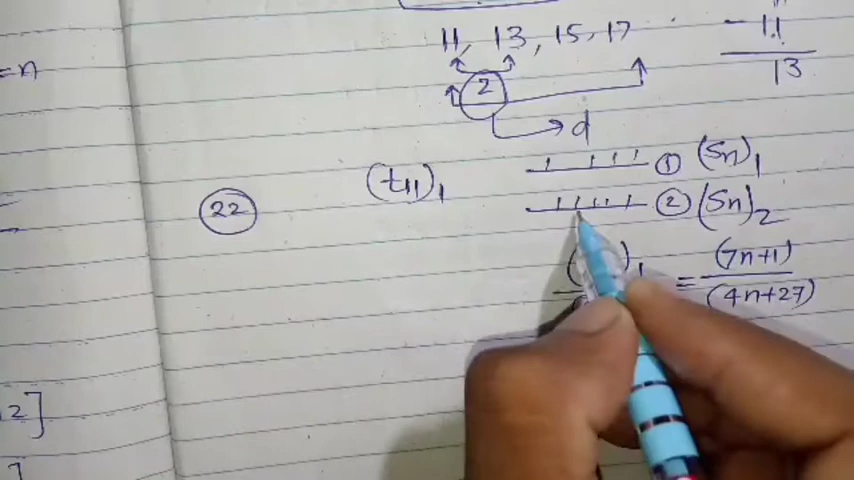 11, 13, 15, 17
- 11
13
= n
2
d
(t11)1
① (Sn)1
22
② (Sn)2
)1 = (7n+1)
(4n+27)
2]
]